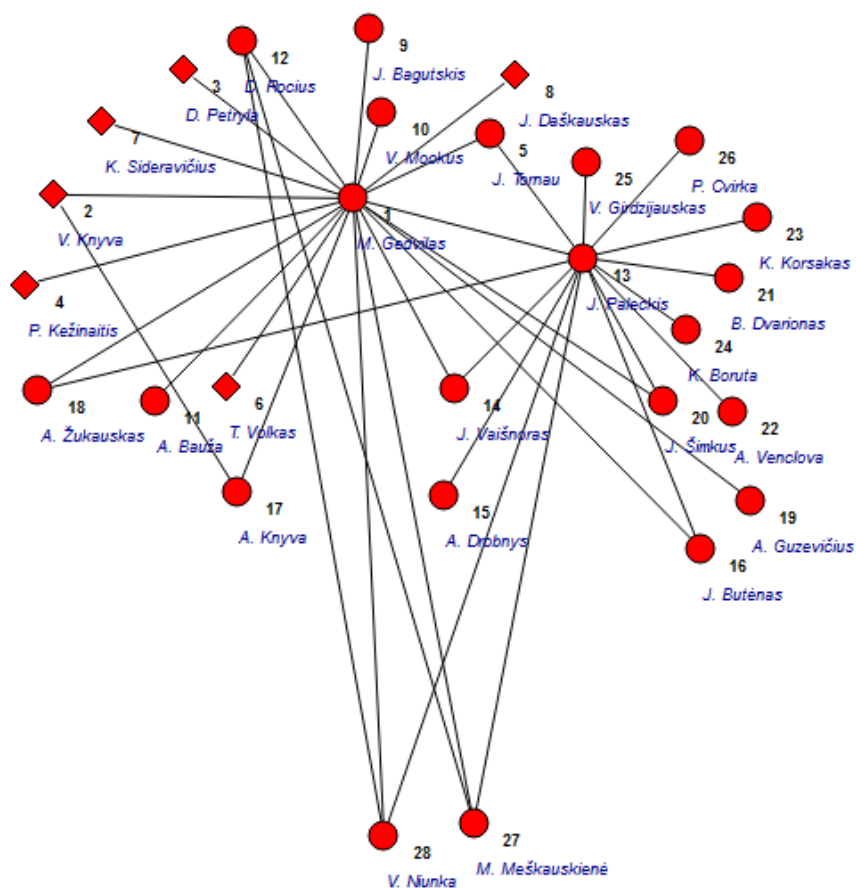 9
J. Bagutskis
12
D. Rocius
3
D. Petryla
8
J. Daškauskas
7
K. Sideravičius
10
V. Mockus
5
J. Tornau
26
P. Cvirka
25
V. Girdzijauskas
2
V. Knyva
1
M. Gedvilas
23
K. Korsakas
13
J. Paleckis
21
B. Dvarionas
4
P. Kežinaitis
24
K. Boruta
18
A. Žukauskas
11
A. Bauža
6
T. Volkas
14
J. Vaišnoras
20
J. Šimkus
22
A. Venclova
17
A. Knyva
15
A. Drobnys
19
A. Guzevičius
16
J. Butėnas
27
M. Meškauskienė
28
V. Niunka